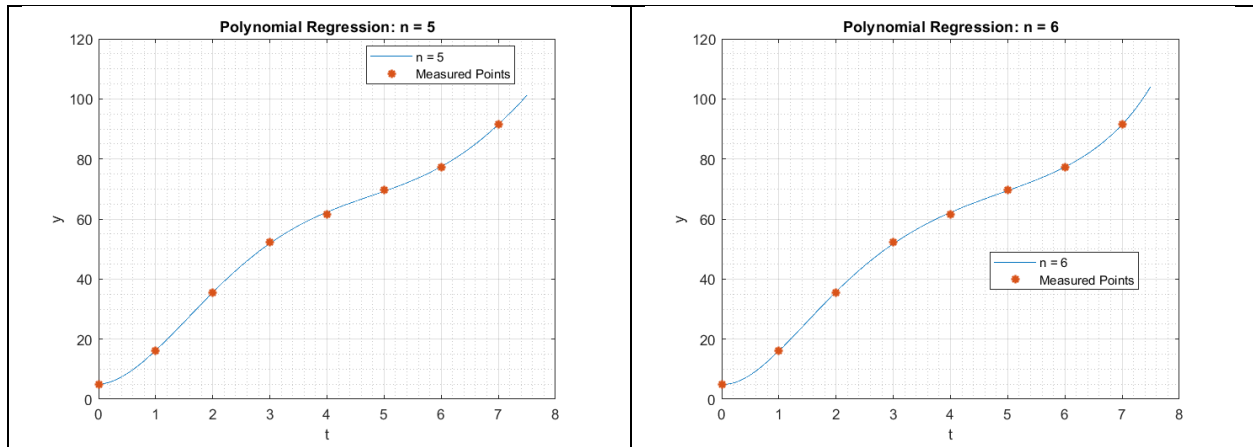 Polynomial Regression: n = 5
n = 5
Measured Points
120
100
80
60
40
20
0
y
0 1 2 3 4 5 6 7 8
t
Polynomial Regression: n = 6
120
100
80
60
40
20
0
y
n = 6
Measured Points
0 1 2 3 4 5 6 7 8
t